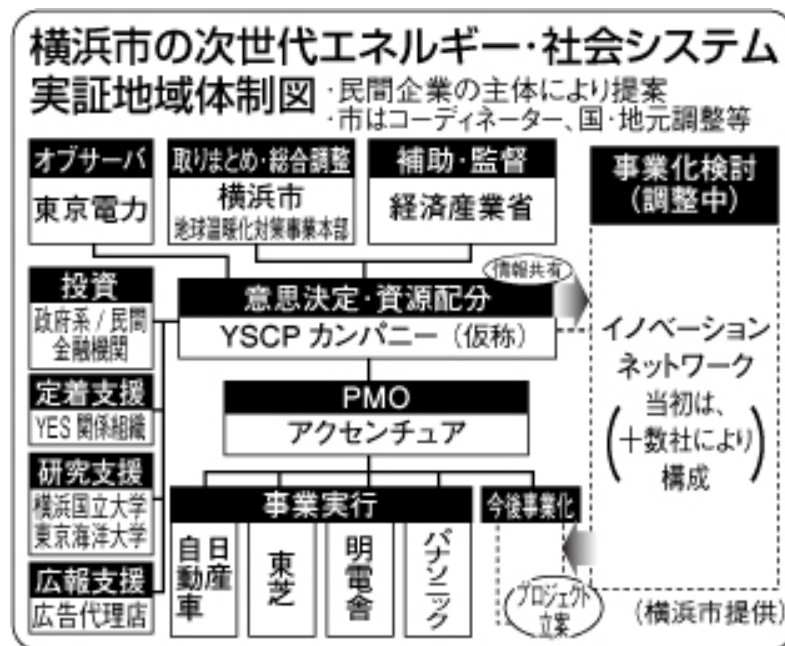 横浜市の次世代エネルギー・社会システム
実証地域体制図
・民間企業の主体により提案
・市はコーディネーター、国・地元調整等
オブサーバ
東京電力
取りまとめ・総合調整
横浜市
地球温暖化対策事業本部
補助・監督
経済産業省
事業化検討
(調整中)
情報共有
投資
政府系/民間
金融機関
意思決定・資源配分
YSCPカンパニー(仮称)
イノベーション
ネットワーク
(当初は、
十数社により
構成)
定着支援
YES関係組織
PMO
アクセンチュア
研究支援
横浜国立大学
東京海洋大学
広報支援
広告代理店
事業実行
日産
自動車
東芝
明電舎
パナソニック
今後事業化
プロジェクト
立案
(横浜市提供)